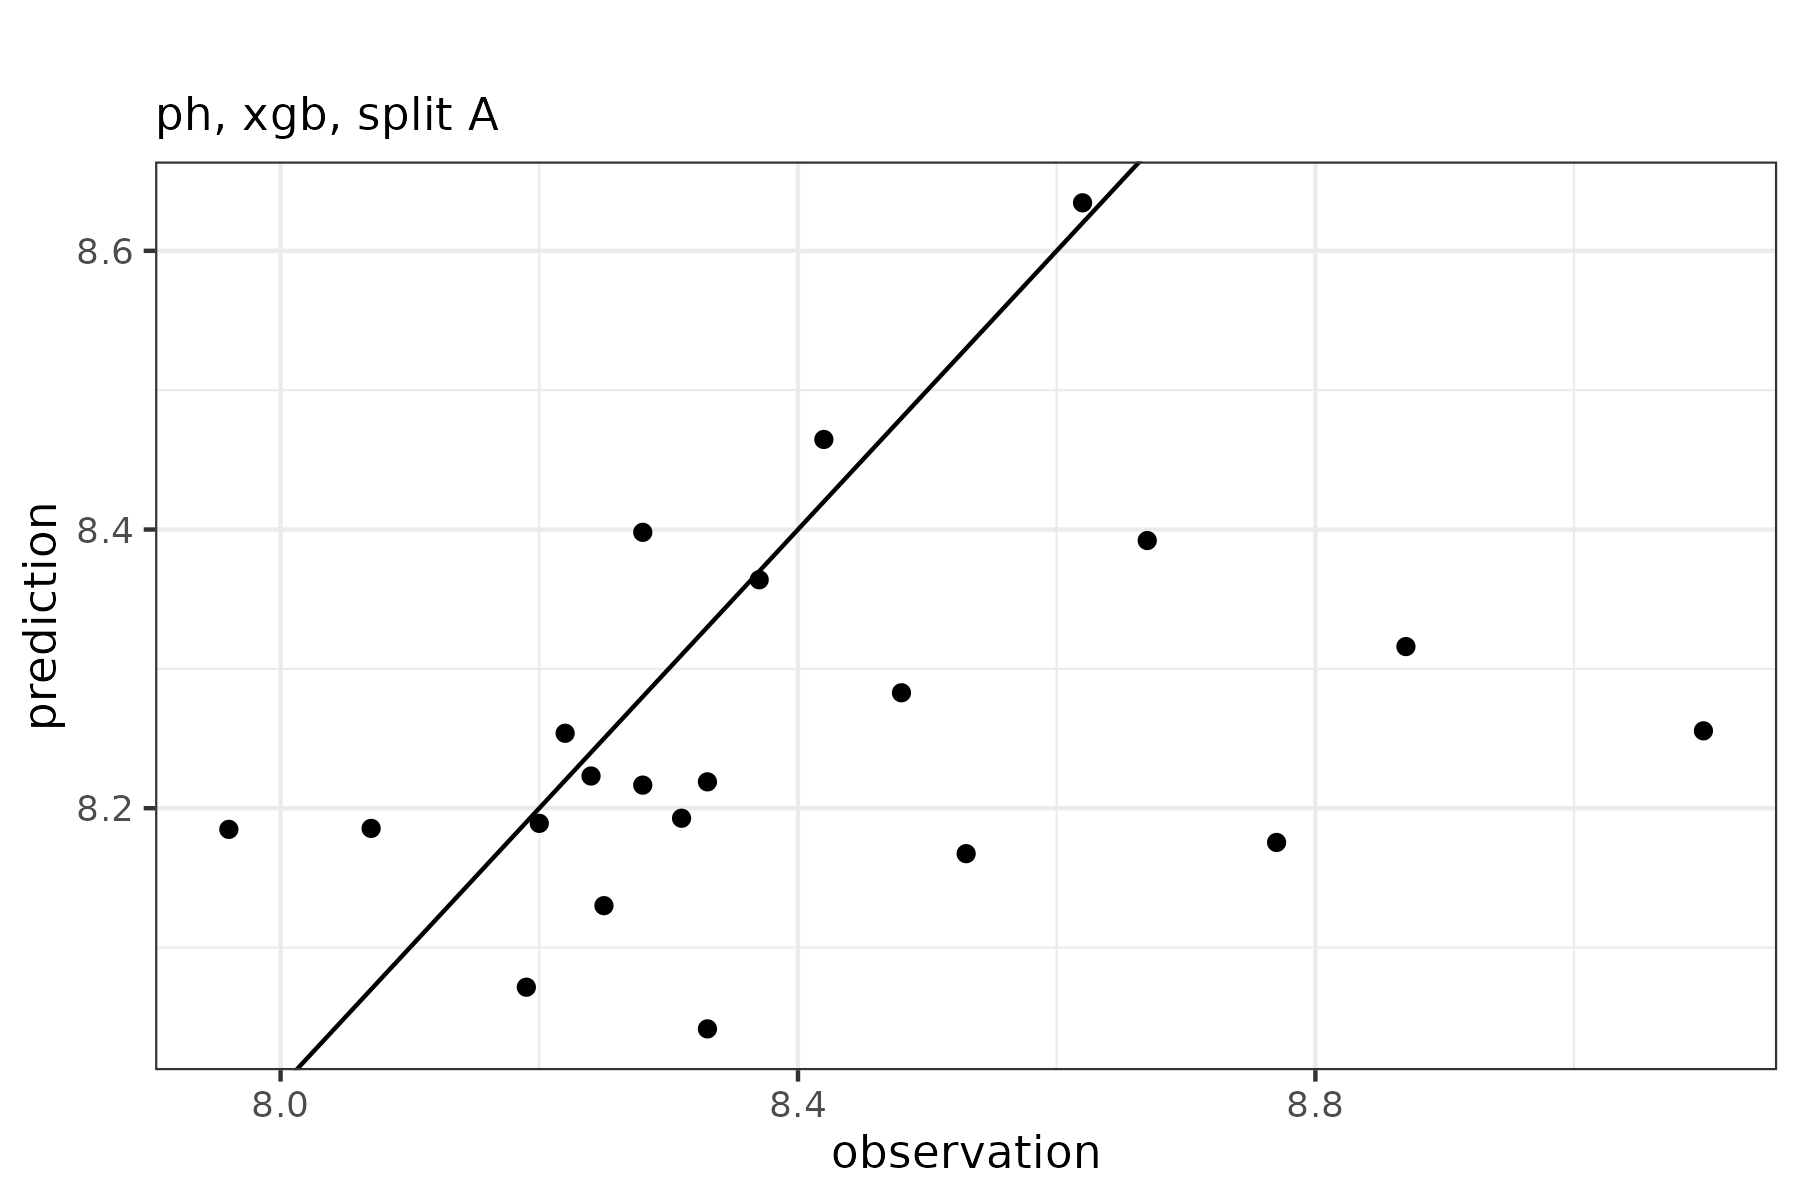 ph, xgb, split A
8.6
8.4
8.2
prediction
8.0 8.4 8.8
observation